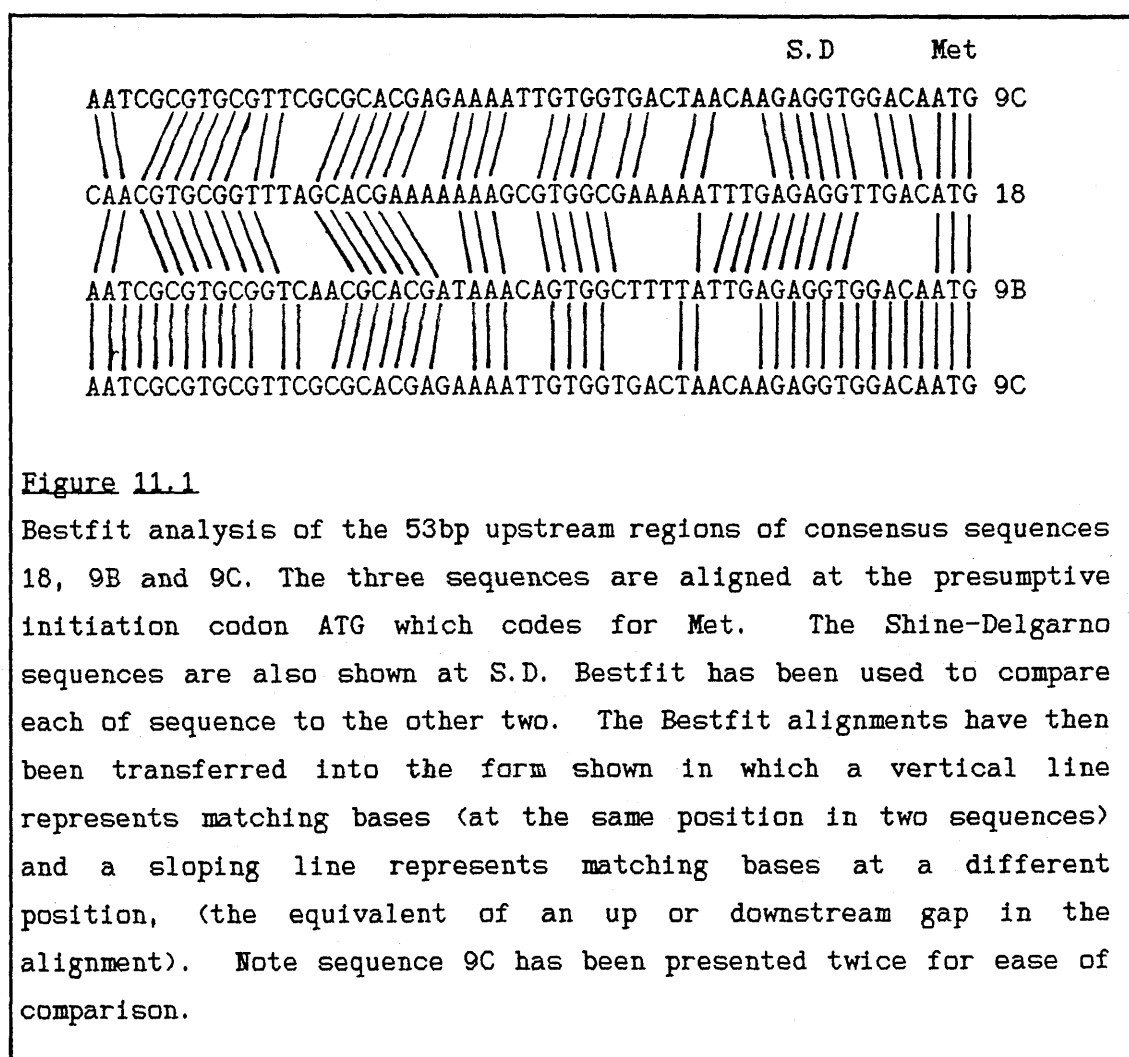 S.D Met
AATCGCGTGCGTTCGCGCACGAGAAAATTGTGGTGACTAACAAGAGGTGGACAATG 9C
CAACGTGCGGTTTAGCACGAAAAAAAGCGTGGCGAAAAATTTGAGAGGTTGACATG 18
AATCGCGTGCGGTCAACGCACGATAAACAGTGGCTTTTATTGAGAGGTGGACAATG 9B
AATCGCGTGCGTTCGCGCACGAGAAAATTGTGGTGACTAACAAGAGGTGGACAATG 9C
Figure 11.1
Bestfit analysis of the 53bp upstream regions of consensus sequences
18, 9B and 9C. The three sequences are aligned at the presumptive
initiation codon ATG which codes for Met. The Shine-Delgarno
sequences are also shown at S.D. Bestfit has been used to compare
each of sequence to the other two. The Bestfit alignments have then
been transferred into the form shown in which a vertical line
represents matching bases (at the same position in two sequences)
and a sloping line represents matching bases at a different
position, (the equivalent of an up or downstream gap in the
alignment). Note sequence 9C has been presented twice for ease of
comparison.